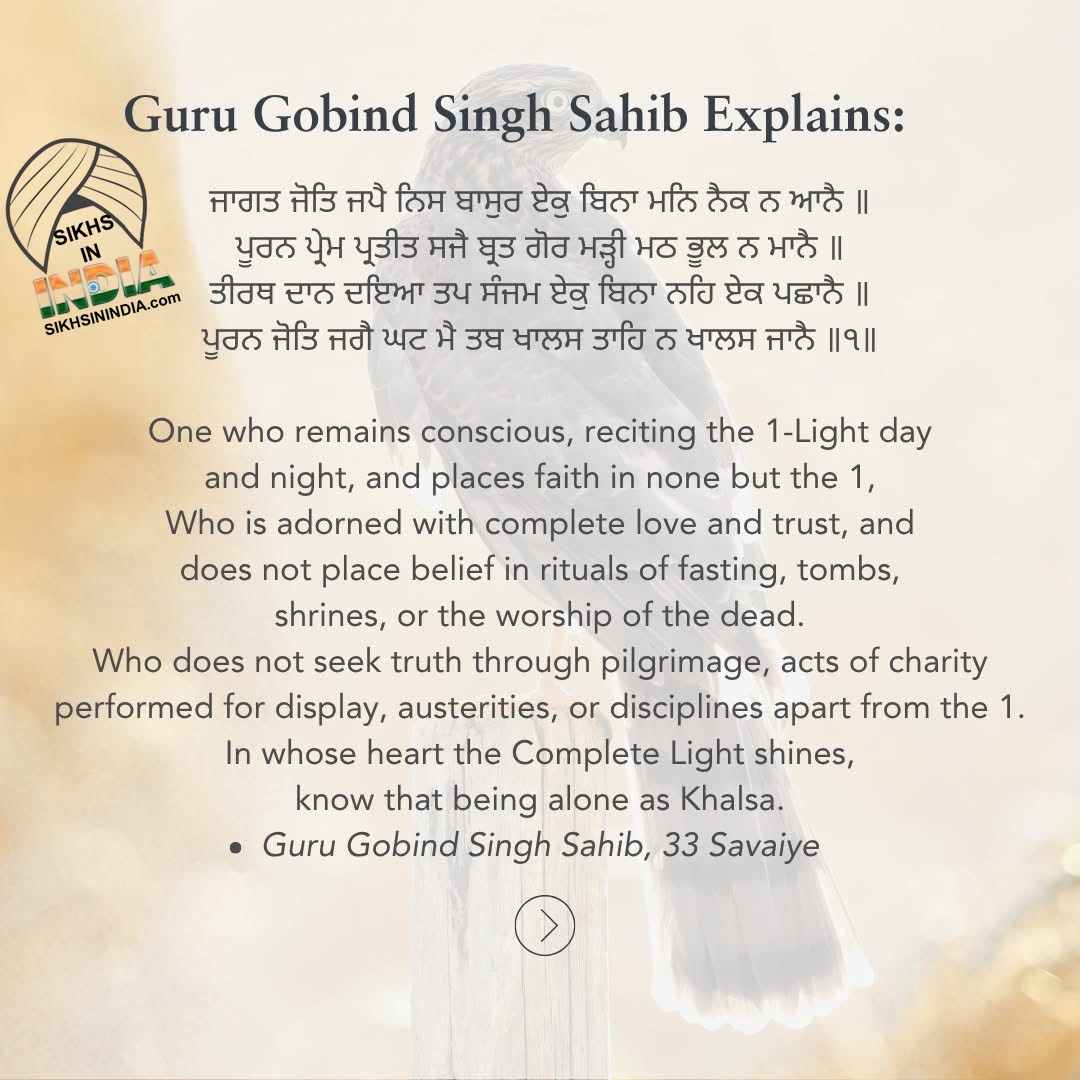 Guru Gobind Singh Sahib Explains:
SIKHS
IN
INDIA
SIKHSININDIA.com
ਜਾਗਤ ਜੋਤਿ ਜਪੈ ਨਿਸ ਬਾਸੁਰ ਏਕੁ ਬਿਨਾ ਮਨਿ ਨੈਕ ਨ ਆਨੈ ॥
ਪੂਰਨ ਪ੍ਰੇਮ ਪ੍ਰਤੀਤ ਸਜੈ ਬ੍ਰਤ ਗੋਰ ਮੜ੍ਹੀ ਮਠ ਭੂਲ ਨ ਮਾਨੈ ॥
ਤੀਰਥ ਦਾਨ ਦਇਆ ਤਪ ਸੰਜਮ ਏਕੁ ਬਿਨਾ ਨਹਿ ਏਕ ਪਛਾਨੈ ॥
ਪੂਰਨ ਜੋਤਿ ਜਗੈ ਘਟ ਮੈ ਤਬ ਖਾਲਸ ਤਾਹਿ ਨ ਖਾਲਸ ਜਾਨੈ ॥੧॥
One who remains conscious, reciting the 1-Light day
and night, and places faith in none but the 1,
Who is adorned with complete love and trust, and
does not place belief in rituals of fasting, tombs,
shrines, or the worship of the dead.
Who does not seek truth through pilgrimage, acts of charity
performed for display, austerities, or disciplines apart from the 1.
In whose heart the Complete Light shines,
know that being alone as Khalsa.
• Guru Gobind Singh Sahib, 33 Savaiye